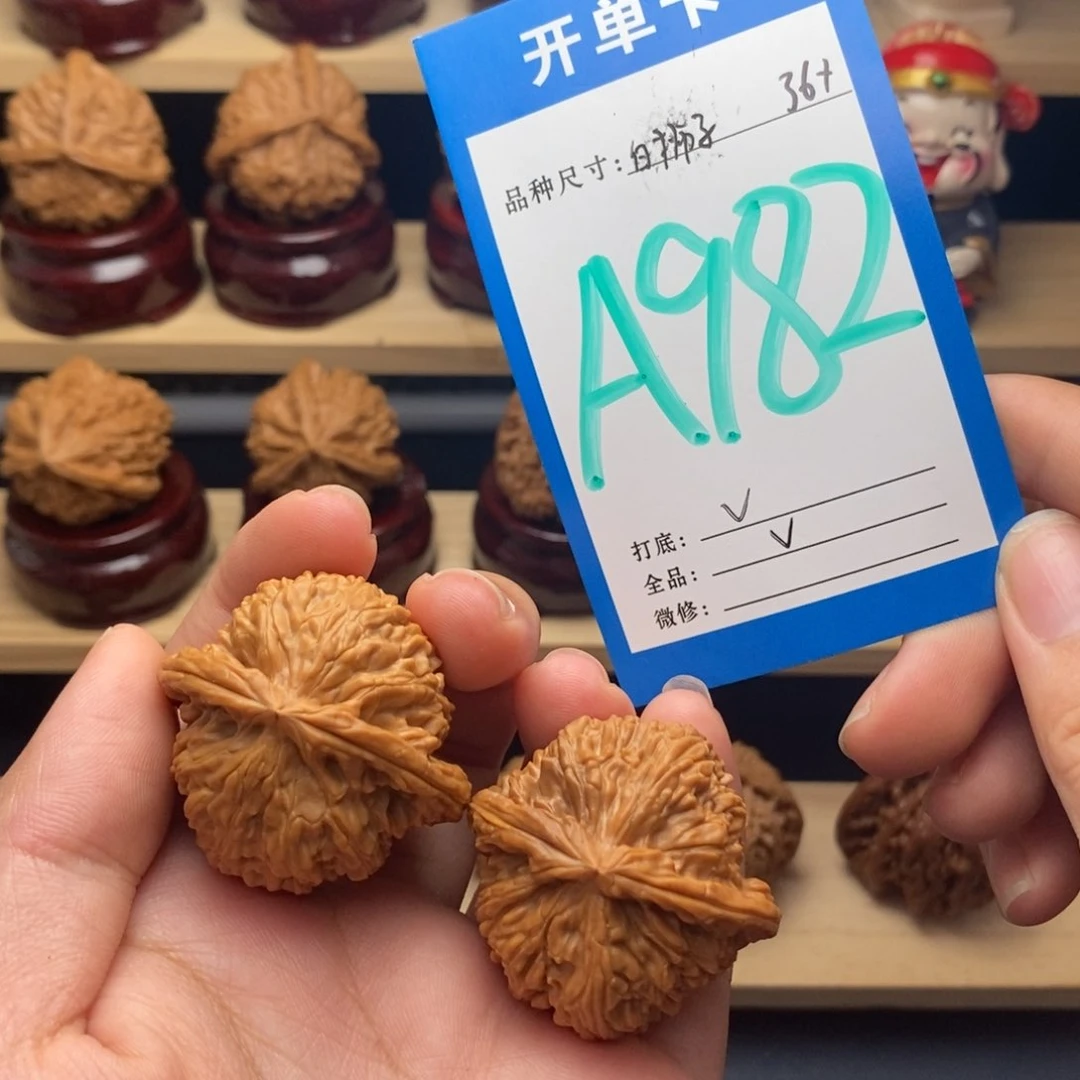 开单卡
36+
品种尺寸:白狮子
A982
打底: ✓
全品: ✓
微修: